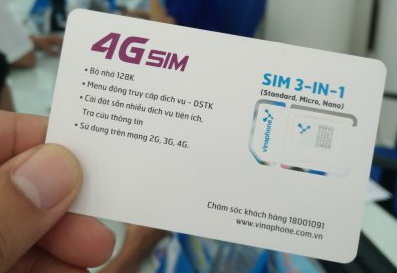 4G SIM
• Bộ nhớ 128K
• Menu động truy cập dịch vụ - DSTK
• Cài đặt sẵn nhiều dịch vụ tiện ích,
Tra cứu thông tin
• Sử dụng trên mạng 2G, 3G, 4G.
SIM 3-IN-1
(Standard, Micro, Nano)
vinaphone
Chăm sóc khách hàng 18001091
www.vinaphone.com.vn